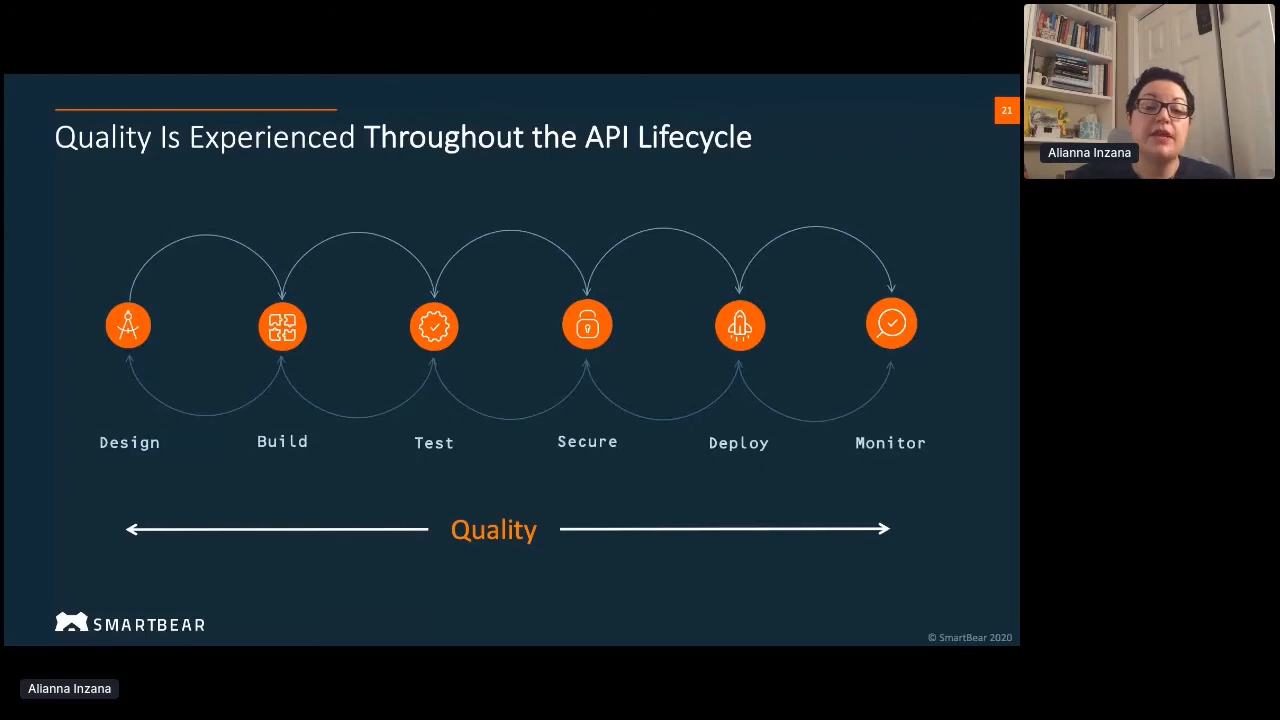 Quality Is Experienced Throughout the API Lifecycle
21
Alianna Inzana
Design Build Test Secure Deploy Monitor
Quality
SMARTBEAR
© SmartBear 2020
Alianna Inzana